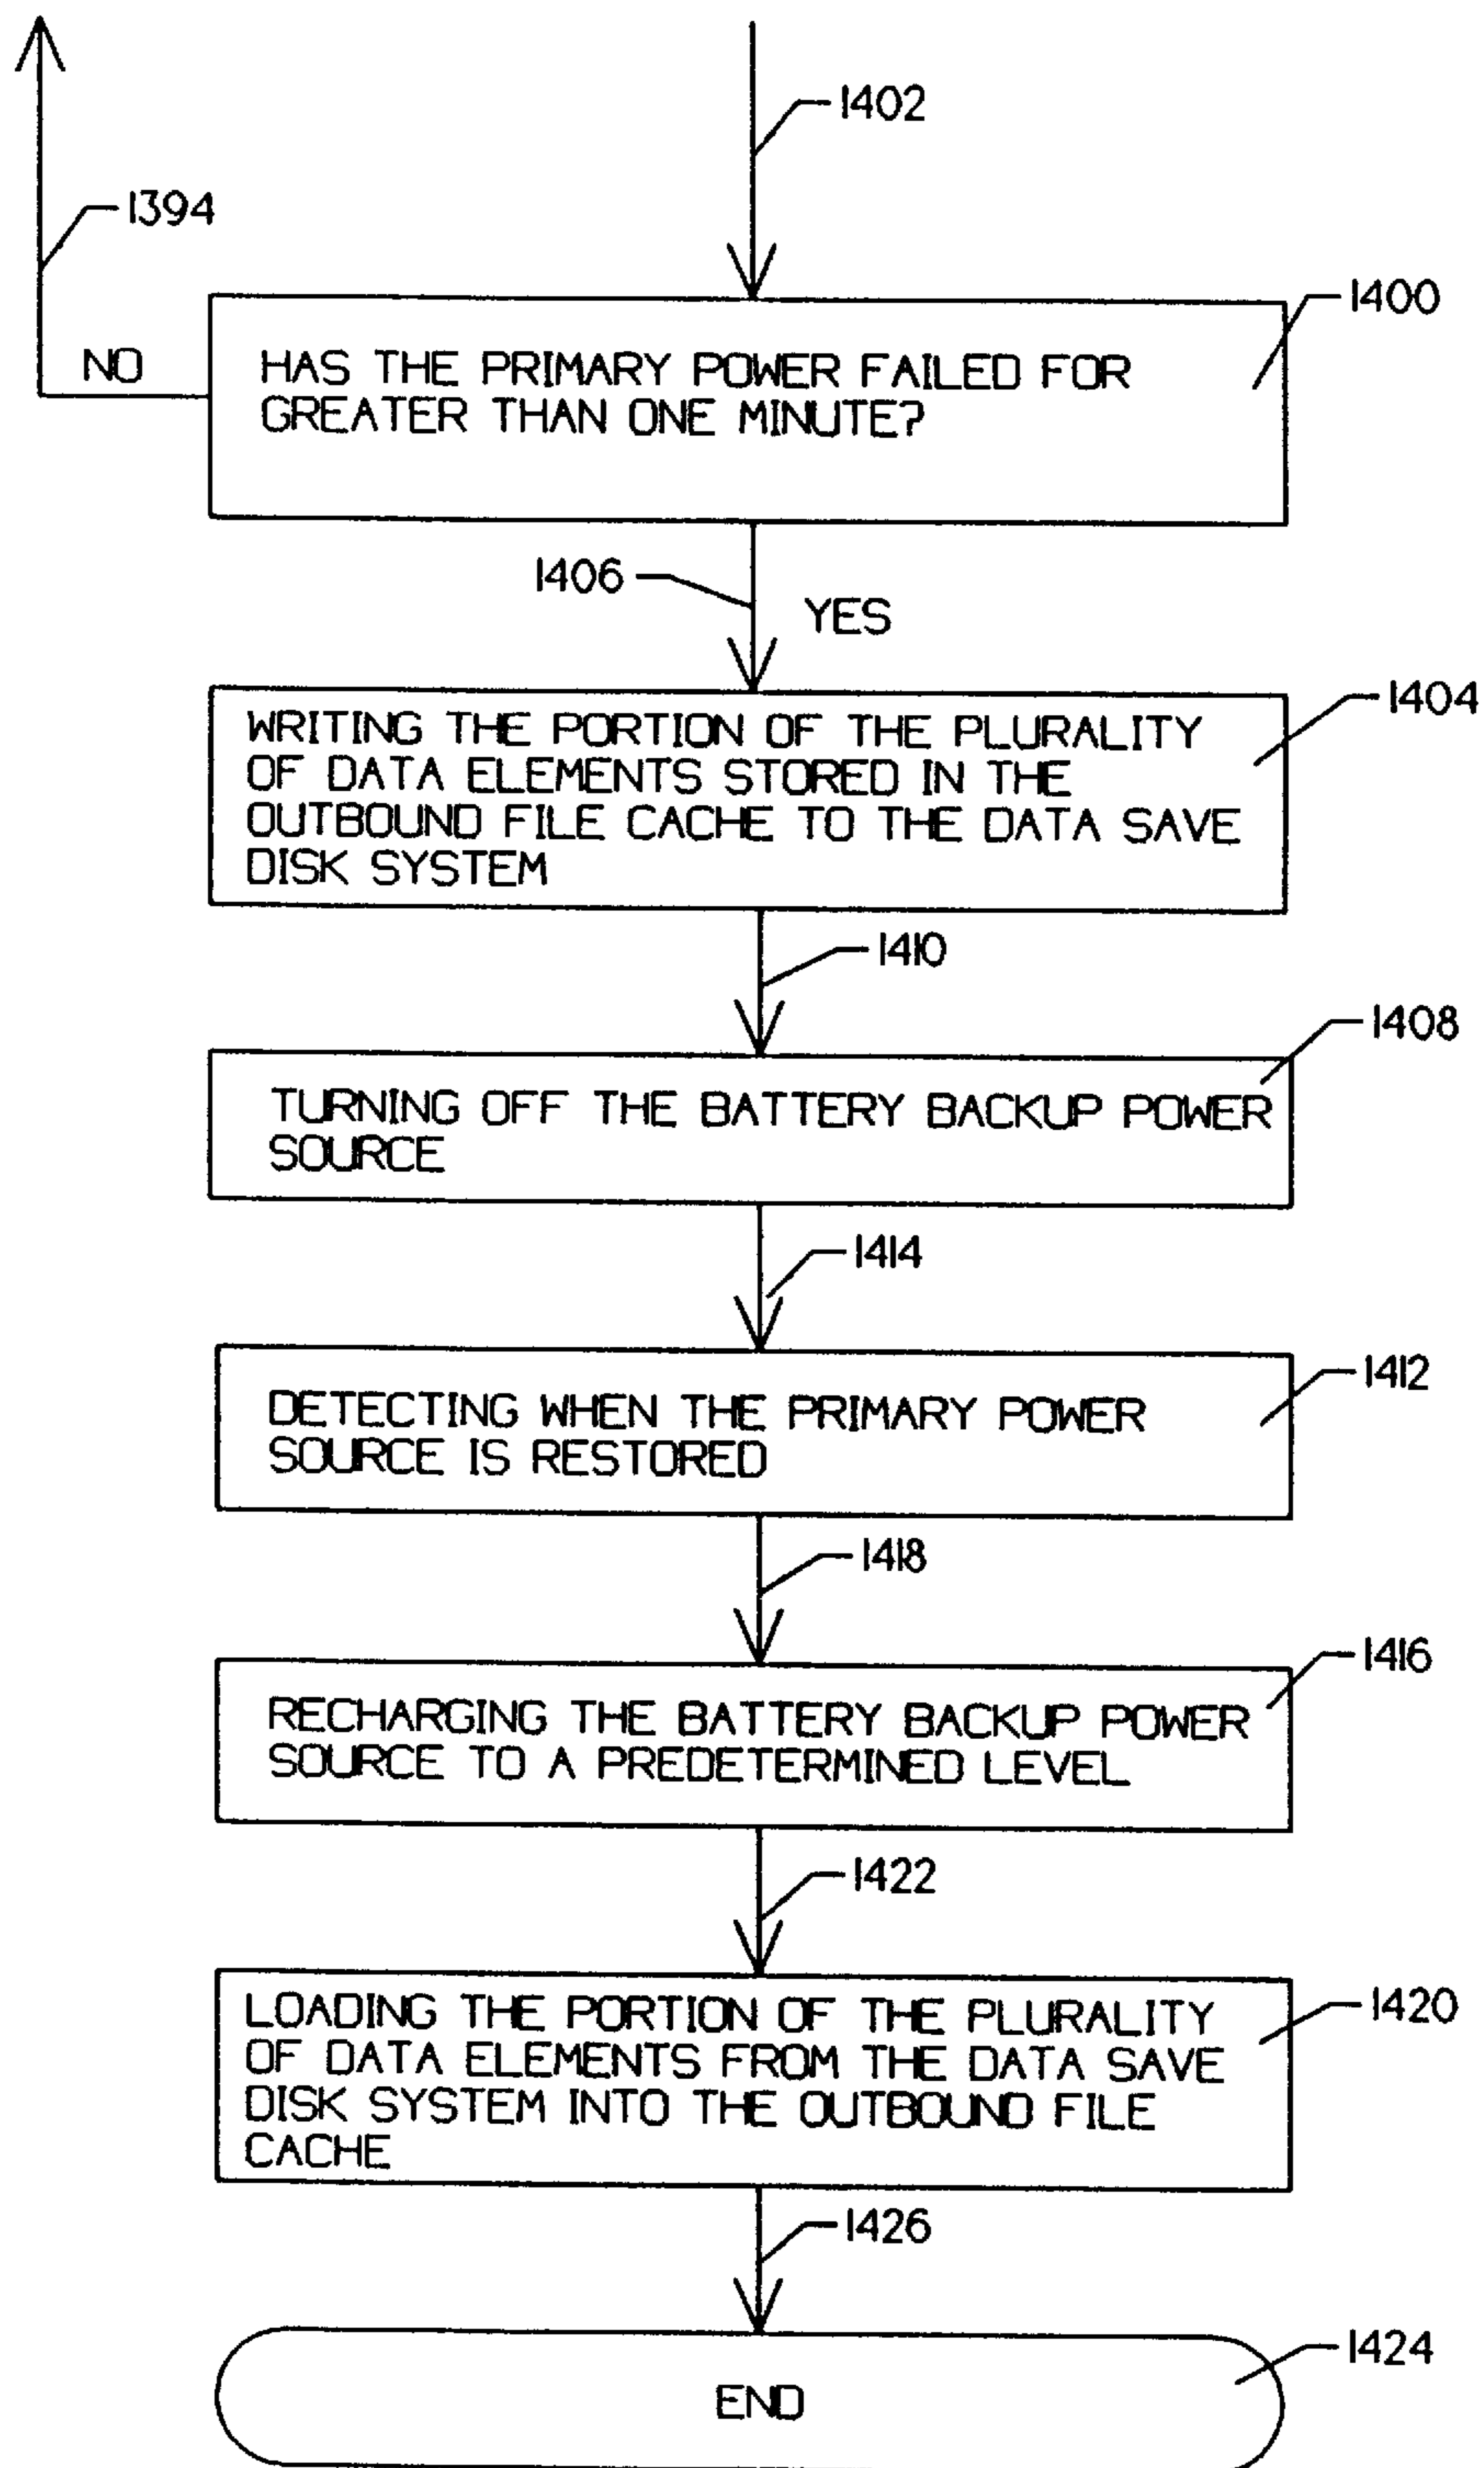 1402
1394
1400
NO
HAS THE PRIMARY POWER FAILED FOR
GREATER THAN ONE MINUTE?
1406
YES
1404
WRITING THE PORTION OF THE PLURALITY
OF DATA ELEMENTS STORED IN THE
OUTBOUND FILE CACHE TO THE DATA SAVE
DISK SYSTEM
1410
1408
TURNING OFF THE BATTERY BACKUP POWER
SOURCE
1414
1412
DETECTING WHEN THE PRIMARY POWER
SOURCE IS RESTORED
1418
1416
RECHARGING THE BATTERY BACKUP POWER
SOURCE TO A PREDETERMINED LEVEL
1422
1420
LOADING THE PORTION OF THE PLURALITY
OF DATA ELEMENTS FROM THE DATA SAVE
DISK SYSTEM INTO THE OUTBOUND FILE
CACHE
1426
1424
END